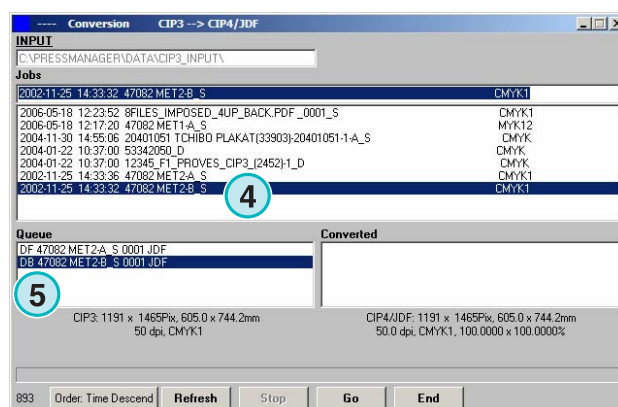 ---- Conversion CIP3 --> CIP4/JDF
INPUT
C:\PRESSMANAGER\DATA\CIP3_INPUT\
Jobs
2002-11-25 14:33:32 47082 MET2-B_S CMYK1
2006-05-18 12:23:52 8FILES_IMPOSED_4UP_BACK.PDF_0001_S CMYK1
2006-05-18 12:17:20 47082 MET1-A_S MYK12
2004-11-30 14:55:06 20401051 TCHIBO PLAKAT(33903)-20401051-1-A_S CMYK
2004-01-22 10:37:00 53342050_D CMYK
2004-01-22 10:37:00 12345_F1_PROVES_CIP3_(2452)-1_D CMYK
2002-11-25 14:33:36 47082 MET2-A_S CMYK1
2002-11-25 14:33:32 47082 MET2-B_S CMYK1
4
Queue Converted
DF 47082 MET2-A_S 0001 JDF
DB 47082 MET2-B_S 0001 JDF
5
CIP3: 1191 x 1465Pix, 605.0 x 744.2mm CIP4/JDF: 1191 x 1465Pix, 605.0 x 744.2mm
50 dpi, CMYK1 50.0 dpi, CMYK1, 100.0000 x 100.0000%
893 Order: Time Descend Refresh Stop Go End